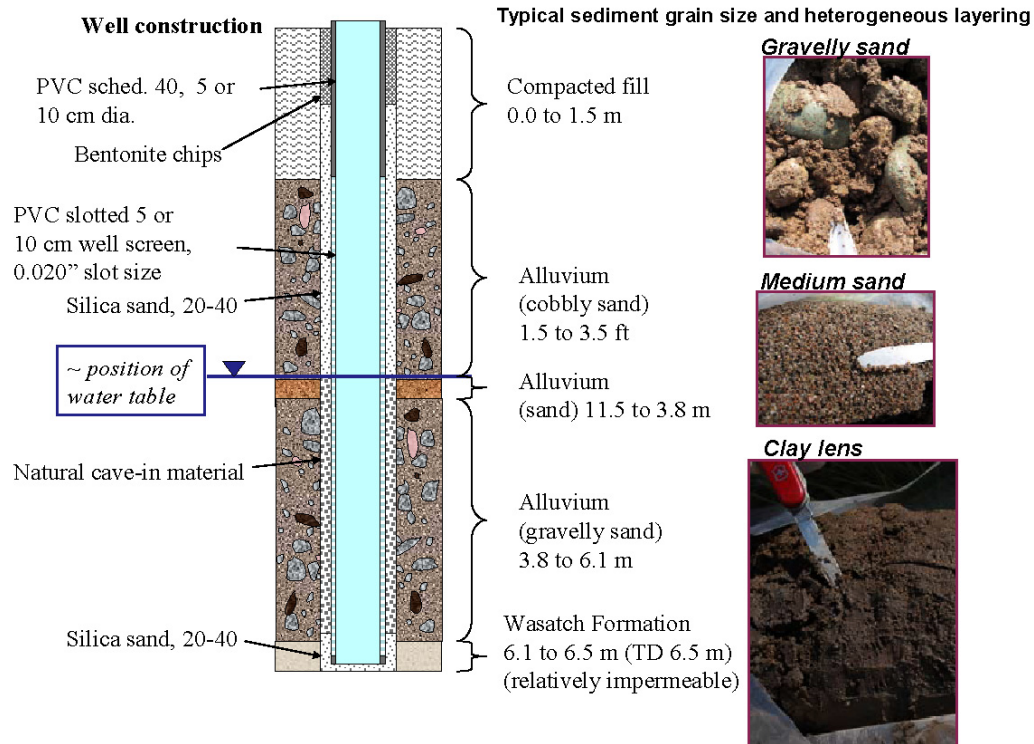 Well construction
PVC sched. 40, 5 or
10 cm dia.
Bentonite chips
PVC slotted 5 or
10 cm well screen,
0.020” slot size
Silica sand, 20-40
~ position of
water table
Natural cave-in material
Silica sand, 20-40
Compacted fill
0.0 to 1.5 m
Alluvium
(cobbly sand)
1.5 to 3.5 ft
Alluvium
(sand) 11.5 to 3.8 m
Alluvium
(gravelly sand)
3.8 to 6.1 m
Wasatch Formation
6.1 to 6.5 m (TD 6.5 m)
(relatively impermeable)
Typical sediment grain size and heterogeneous layering
Gravelly sand
Medium sand
Clay lens